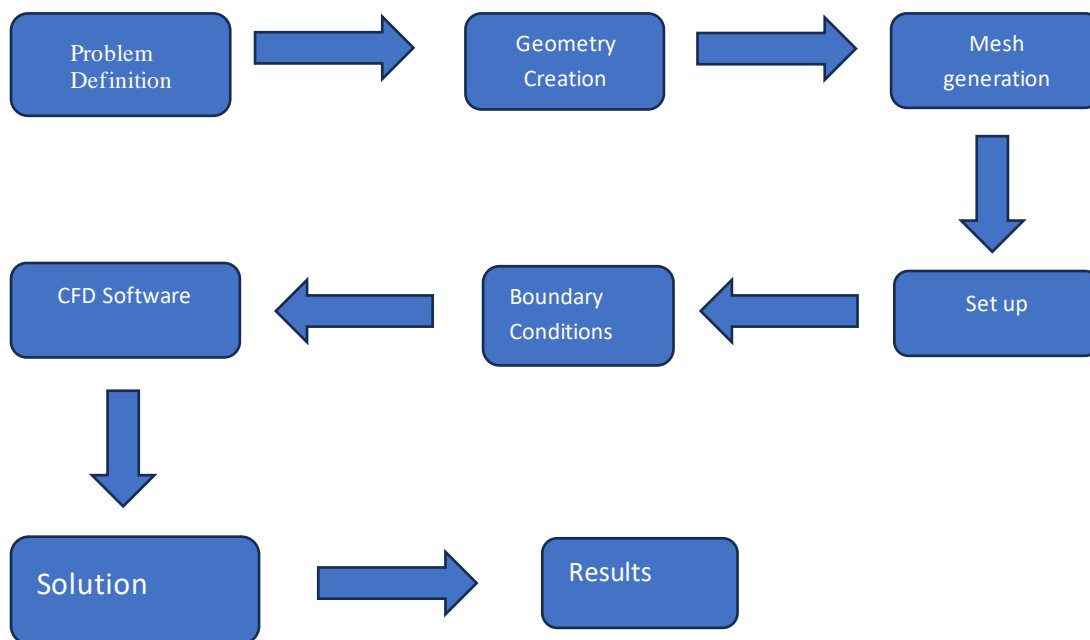 Problem
Definition
Geometry
Creation
Mesh
generation
Set up
Boundary
Conditions
CFD Software
Solution
Results